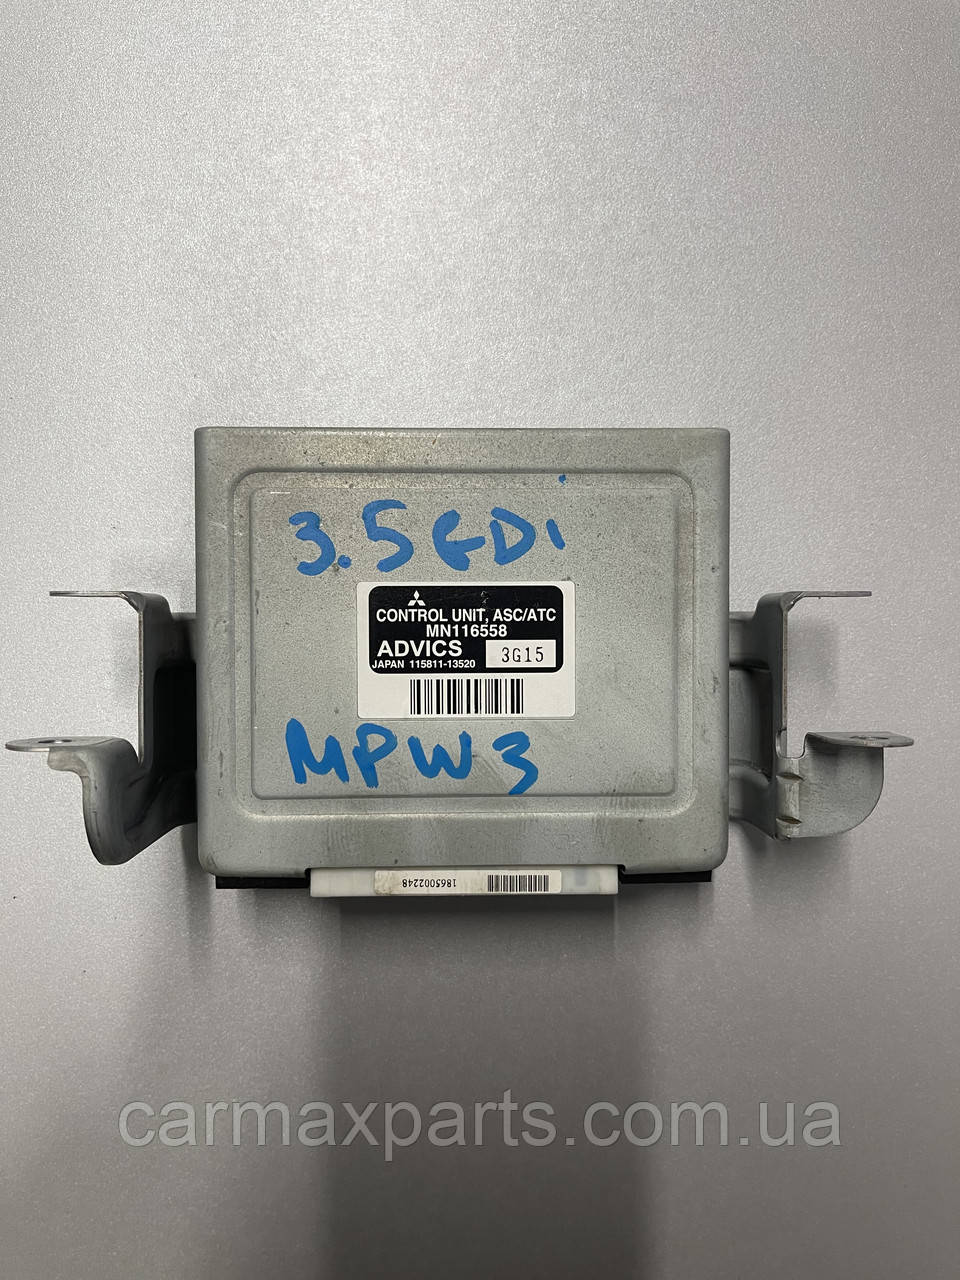 3.5 GDi
CONTROL UNIT, ASC/ATC
MN116558
ADVICS 3G15
JAPAN 115811-13520
MPW3
1865002248
carmaxparts.com.ua